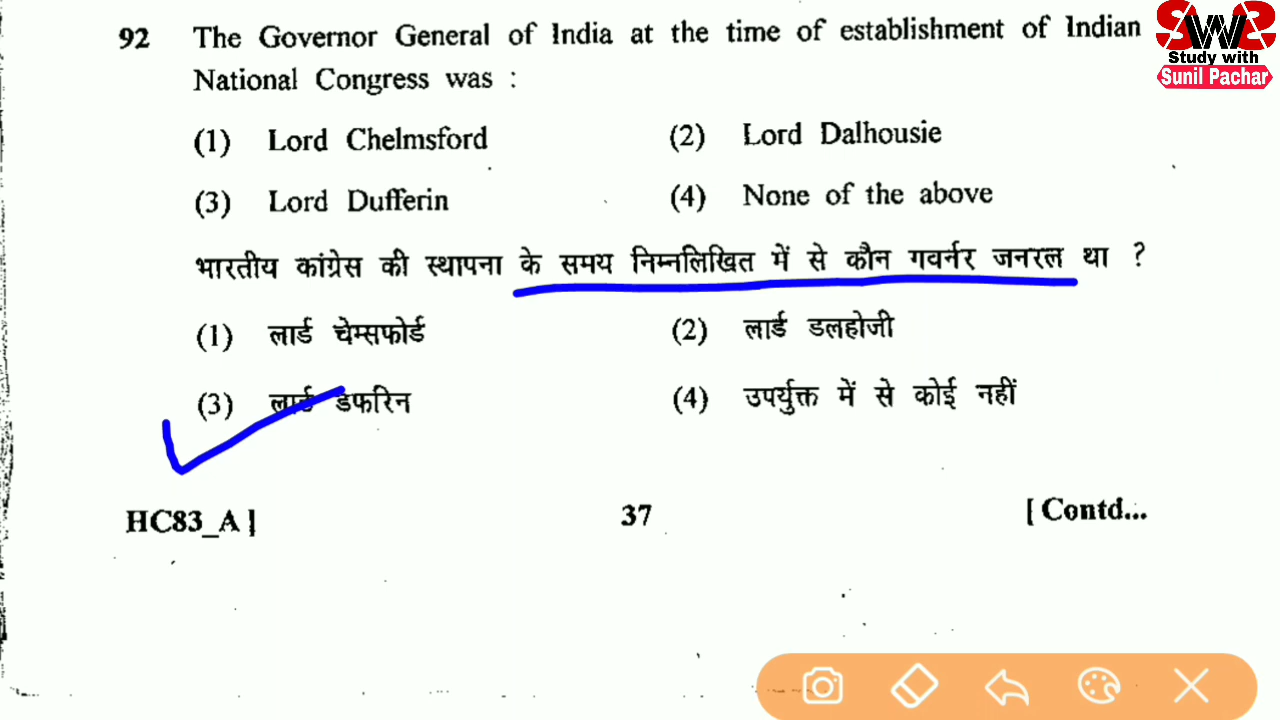 SWS
Study with
Sunil Pachar
92 The Governor General of India at the time of establishment of Indian
National Congress was :
(1) Lord Chelmsford (2) Lord Dalhousie
(3) Lord Dufferin (4) None of the above
भारतीय कांग्रेस की स्थापना के समय निम्नलिखित में से कौन गवर्नर जनरल था ?
(1) लार्ड चेम्सफोर्ड (2) लार्ड डलहोजी
(3) लार्ड डफरिन (4) उपर्युक्त में से कोई नहीं
HC83_A ] 37 [ Contd...